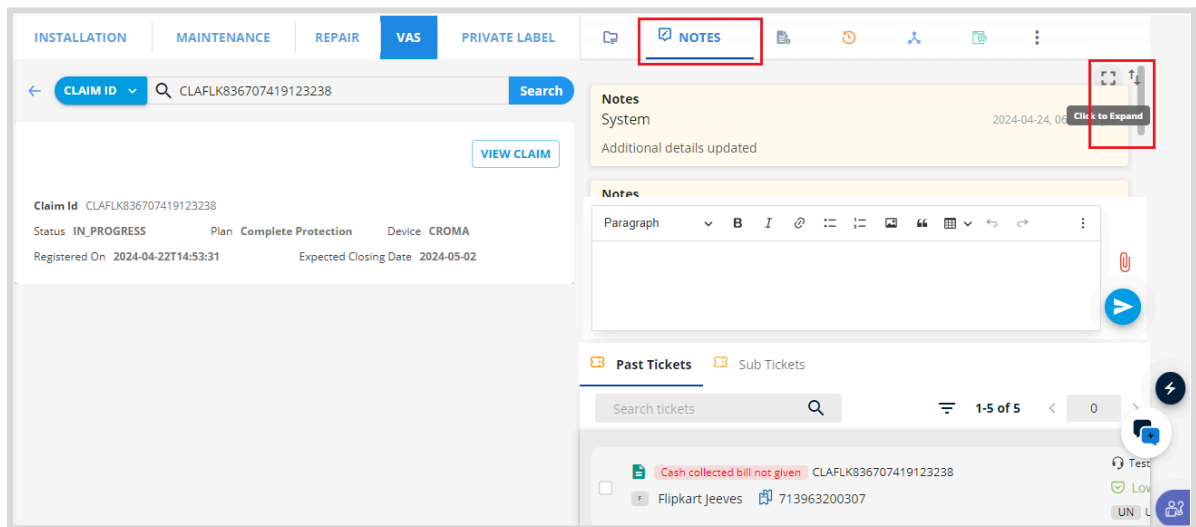 INSTALLATION MAINTENANCE REPAIR VAS PRIVATE LABEL
NOTES
CLAIM ID CLAFLK836707419123238 Search
VIEW CLAIM
Claim Id CLAFLK836707419123238
Status IN_PROGRESS Plan Complete Protection Device CROMA
Registered On 2024-04-22T14:53:31 Expected Closing Date 2024-05-02
Notes
System 2024-04-24, 06
Click to Expand
Additional details updated
Notes
Paragraph B I
Past Tickets Sub Tickets
Search tickets 1-5 of 5 < 0 >
Cash collected bill not given CLAFLK836707419123238 Test
F Flipkart Jeeves 713963200307 Low
UN